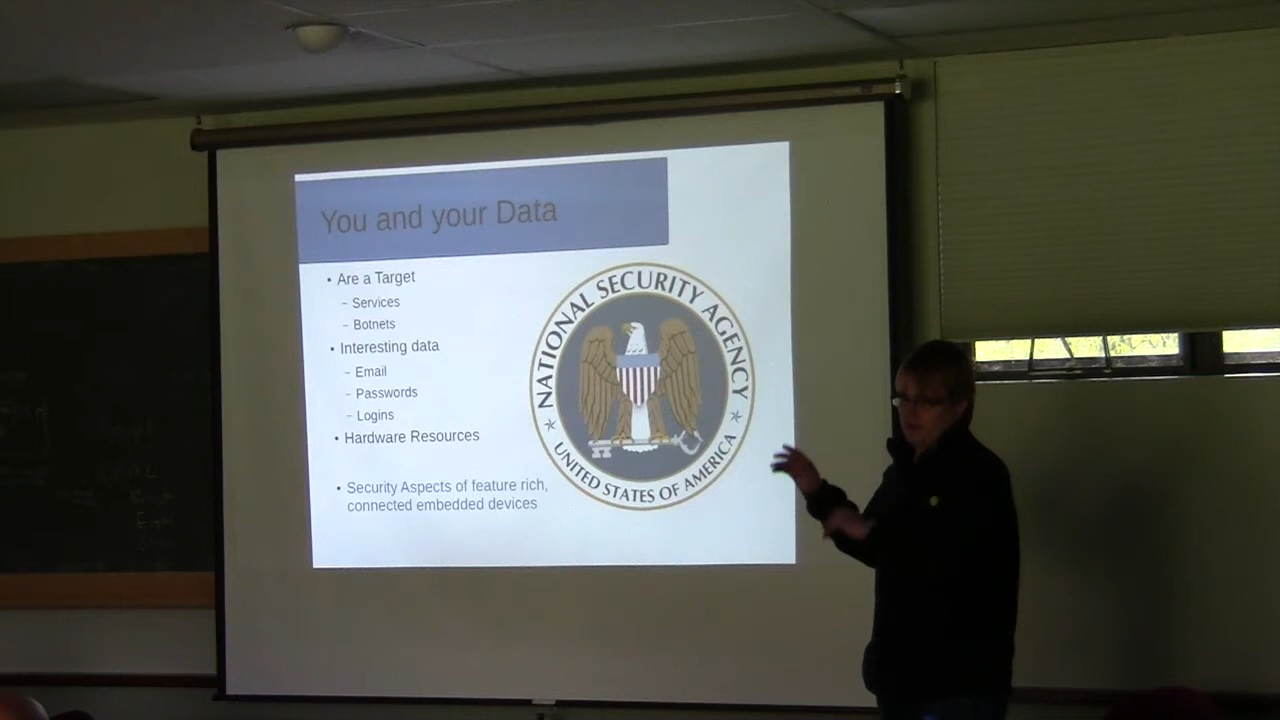 You and your Data
• Are a Target
– Services
– Botnets
• Interesting data
– Email
– Passwords
– Logins
• Hardware Resources
• Security Aspects of feature rich,
connected embedded devices
NATIONAL SECURITY AGENCY
UNITED STATES OF AMERICA